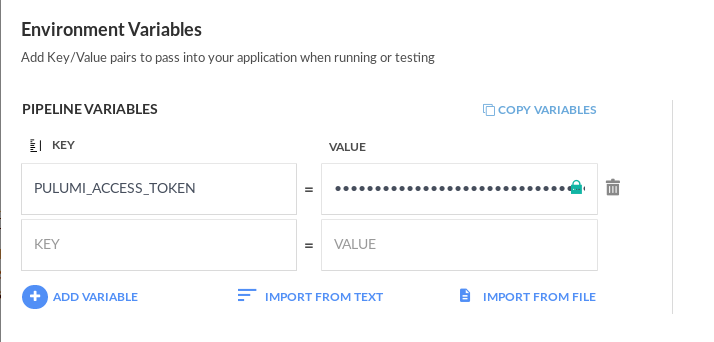 Environment Variables
Add Key/Value pairs to pass into your application when running or testing
PIPELINE VARIABLES
COPY VARIABLES
KEY
VALUE
PULUMI_ACCESS_TOKEN = ••••••••••••••••••••••••••••••
KEY = VALUE
ADD VARIABLE
IMPORT FROM TEXT
IMPORT FROM FILE